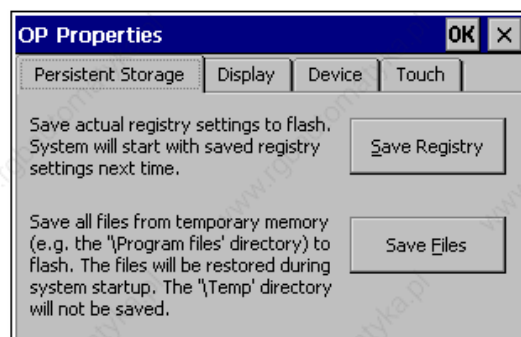 OP Properties OK ×
Persistent Storage Display Device Touch
Save actual registry settings to flash.
System will start with saved registry
settings next time.
Save Registry
Save all files from temporary memory
(e.g. the '\Program files' directory) to
flash. The files will be restored during
system startup. The '\Temp' directory
will not be saved.
Save Files